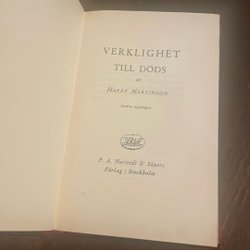 VERKLIGHET
TILL DÖDS
av
HARRY MARTINSON
P. A. Norstedt & Söners
Förlag / Stockholm